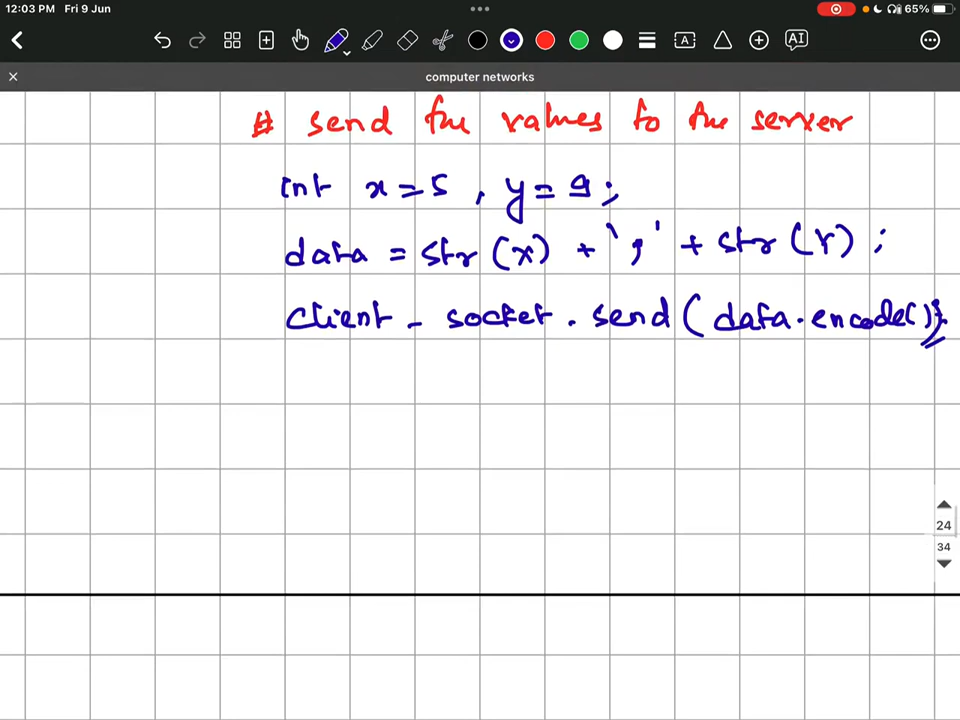 12:03 PM Fri 9 Jun
65%
A
AI
computer networks
# send the values to the server
int x = 5 , y = 9 ;
data = str (x) + ',' + str (Y) ;
client - socket . send ( data . encode( ) ) ;
24
34